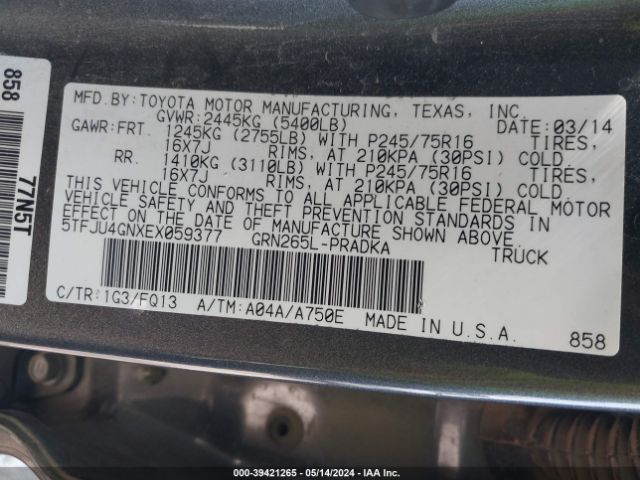 858
77N5T
MFD.BY:TOYOTA MOTOR MANUFACTURING, TEXAS, INC.
GVWR:2445KG (5400LB) DATE:03/14
GAWR:FRT. 1245KG (2755LB) WITH P245/75R16 TIRES,
16X7J RIMS, AT 210KPA (30PSI) COLD
RR. 1410KG (3110LB) WITH P245/75R16 TIRES,
16X7J RIMS, AT 210KPA (30PSI) COLD.
THIS VEHICLE CONFORMS TO ALL APPLICABLE FEDERAL MOTOR
VEHICLE SAFETY AND THEFT PREVENTION STANDARDS IN
EFFECT ON THE DATE OF MANUFACTURE SHOWN ABOVE.
5TFJU4GNXEX059377 GRN265L-PRADKA TRUCK
C/TR:1G3/FQ13 A/TM:A04A/A750E MADE IN U.S.A. 858
000-39421265 - 05/14/2024 - IAA Inc.